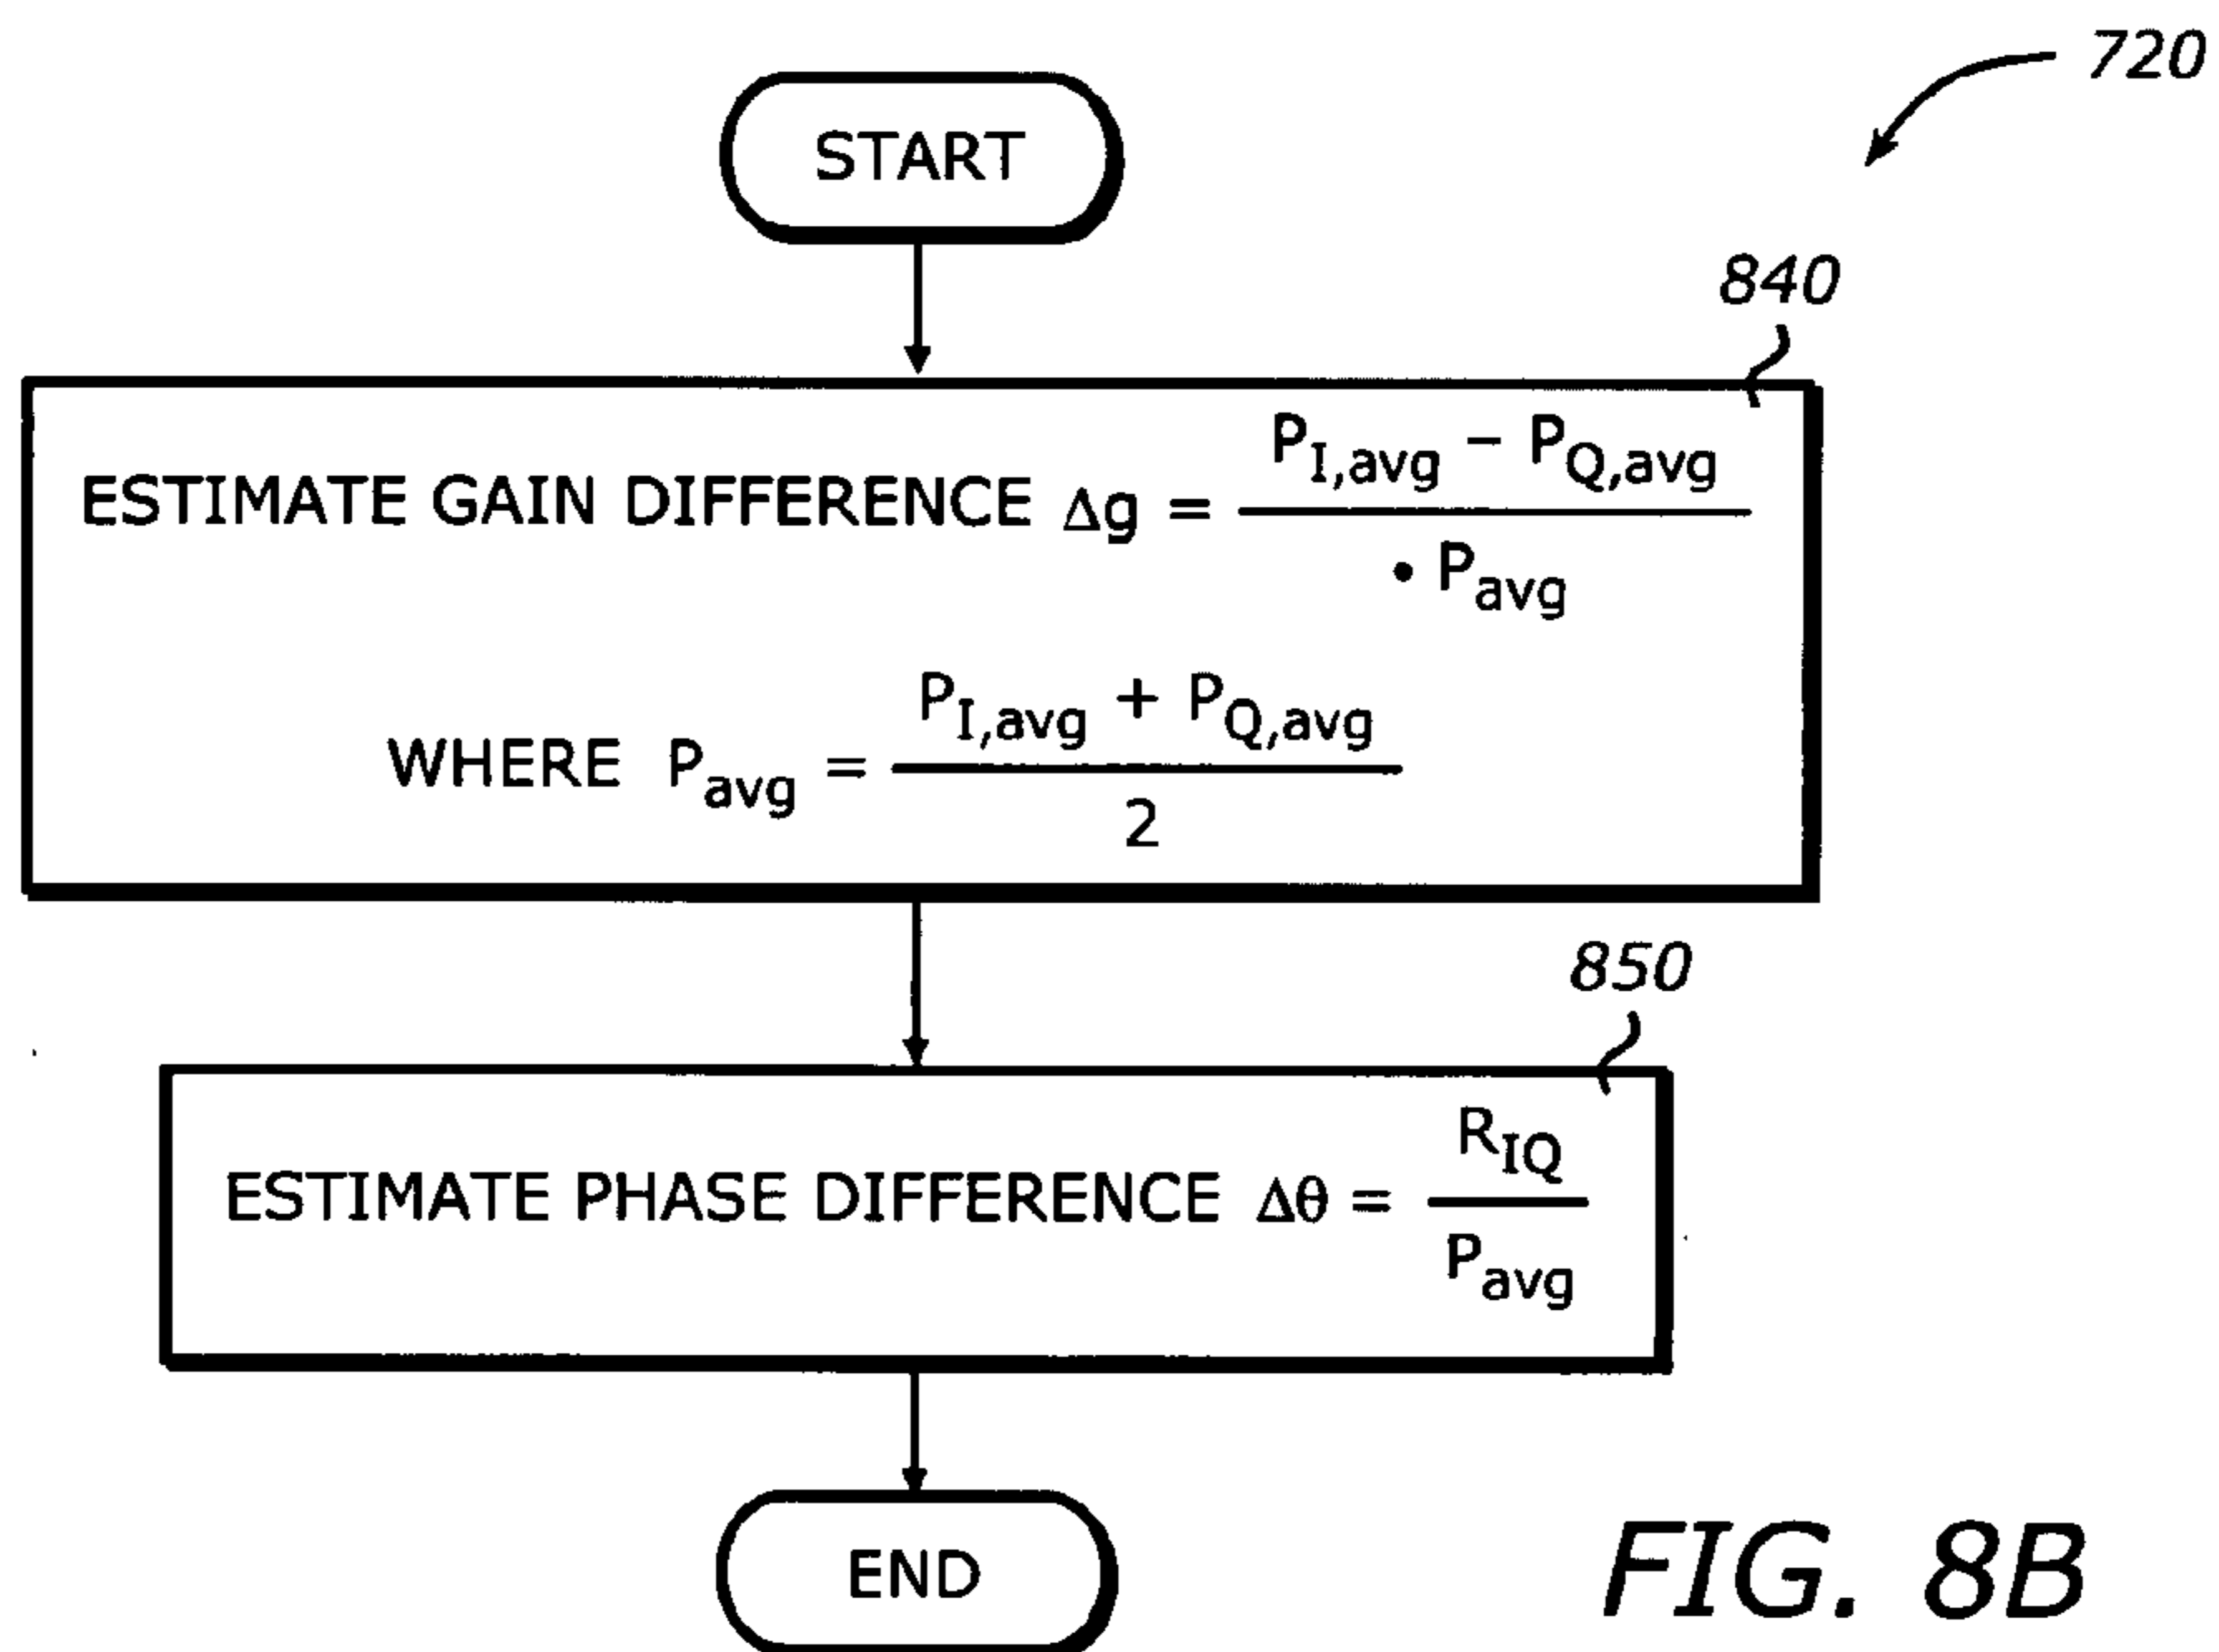 720
START
840
ESTIMATE GAIN DIFFERENCE Δg = (P_I,avg − P_Q,avg) / (• P_avg)
WHERE P_avg = (P_I,avg + P_Q,avg) / 2
850
ESTIMATE PHASE DIFFERENCE Δθ = R_IQ / P_avg
END
FIG. 8B